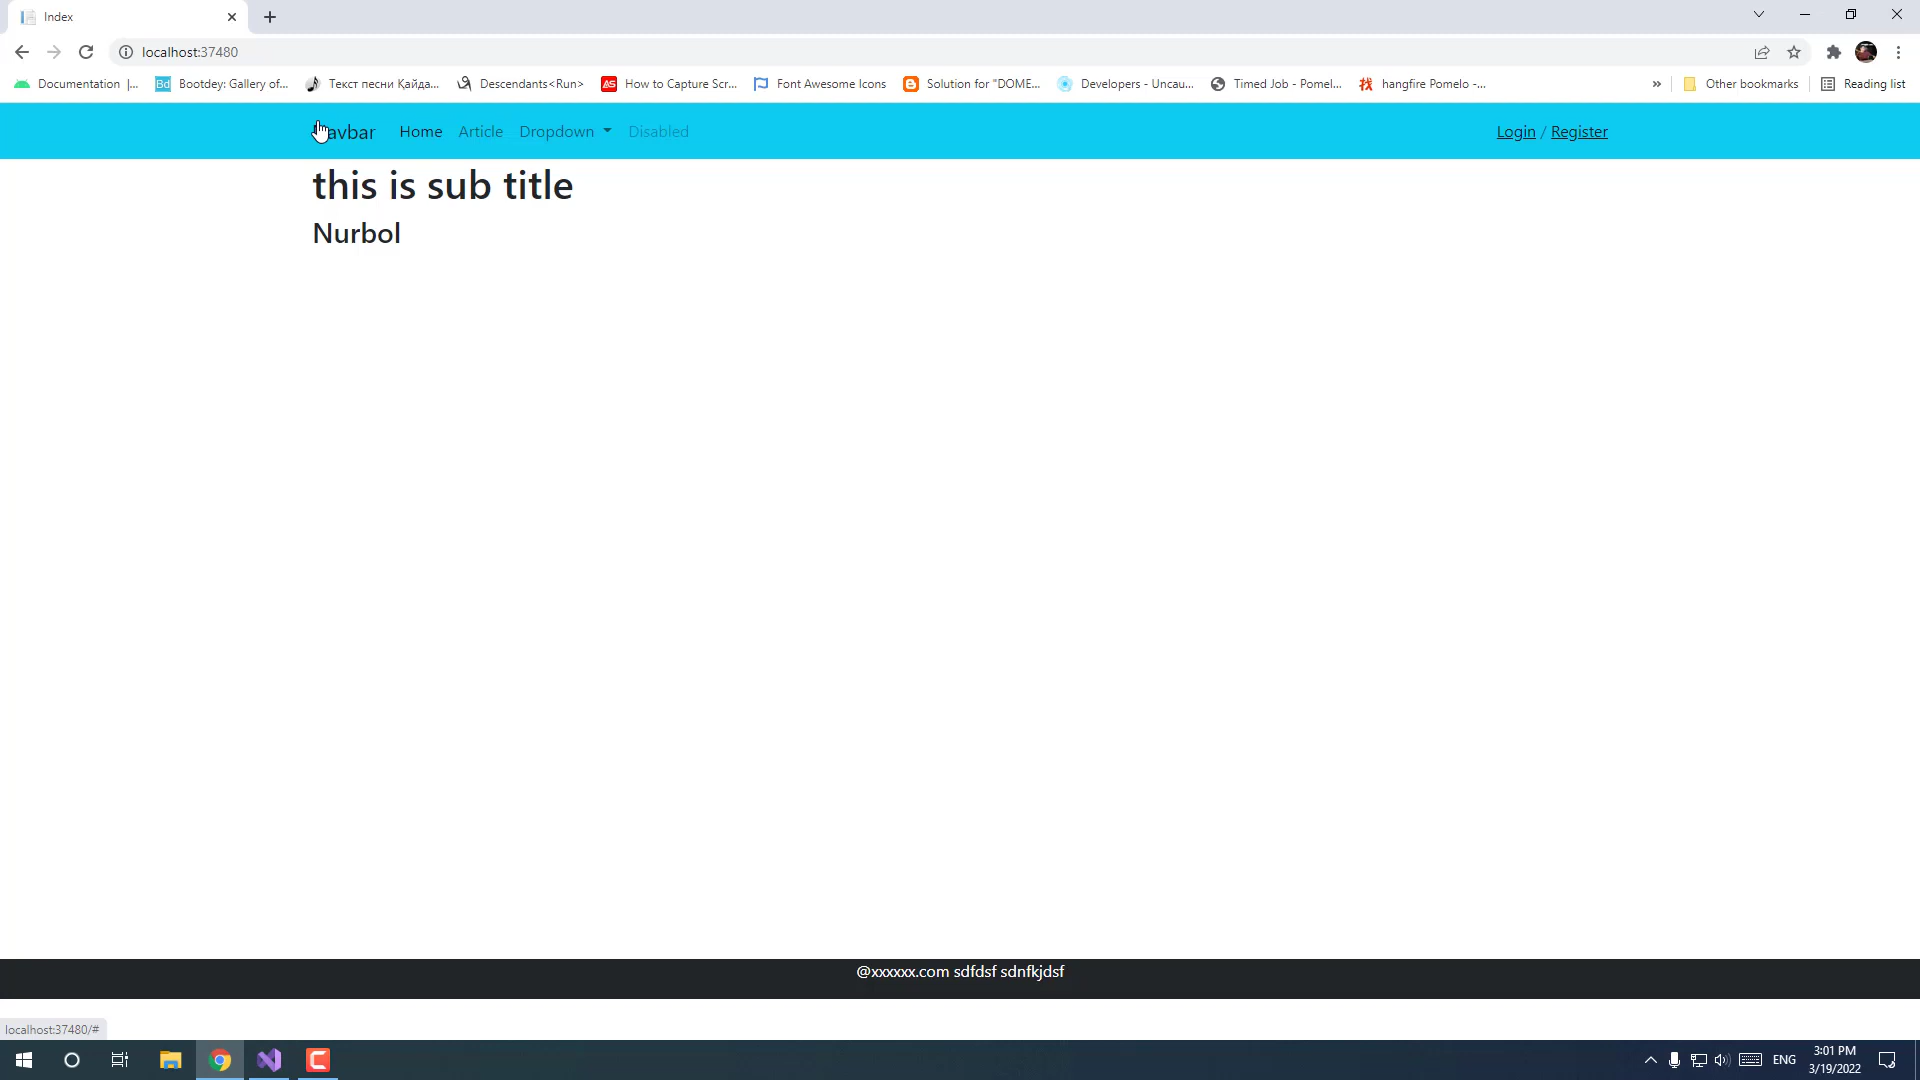 Index
localhost:37480
Documentation |...
Bd Bootdey: Gallery of...
Текст песни Қайда...
Descendants<Run>
AS How to Capture Scr...
Font Awesome Icons
Solution for "DOME...
Developers - Uncau...
Timed Job - Pomel...
hangfire Pomelo -...
»
Other bookmarks
Reading list
avbar Home Article Dropdown Disabled
Login / Register
this is sub title
Nurbol
@xxxxxx.com sdfdsf sdnfkjdsf
localhost:37480/#
ENG
3:01 PM
3/19/2022